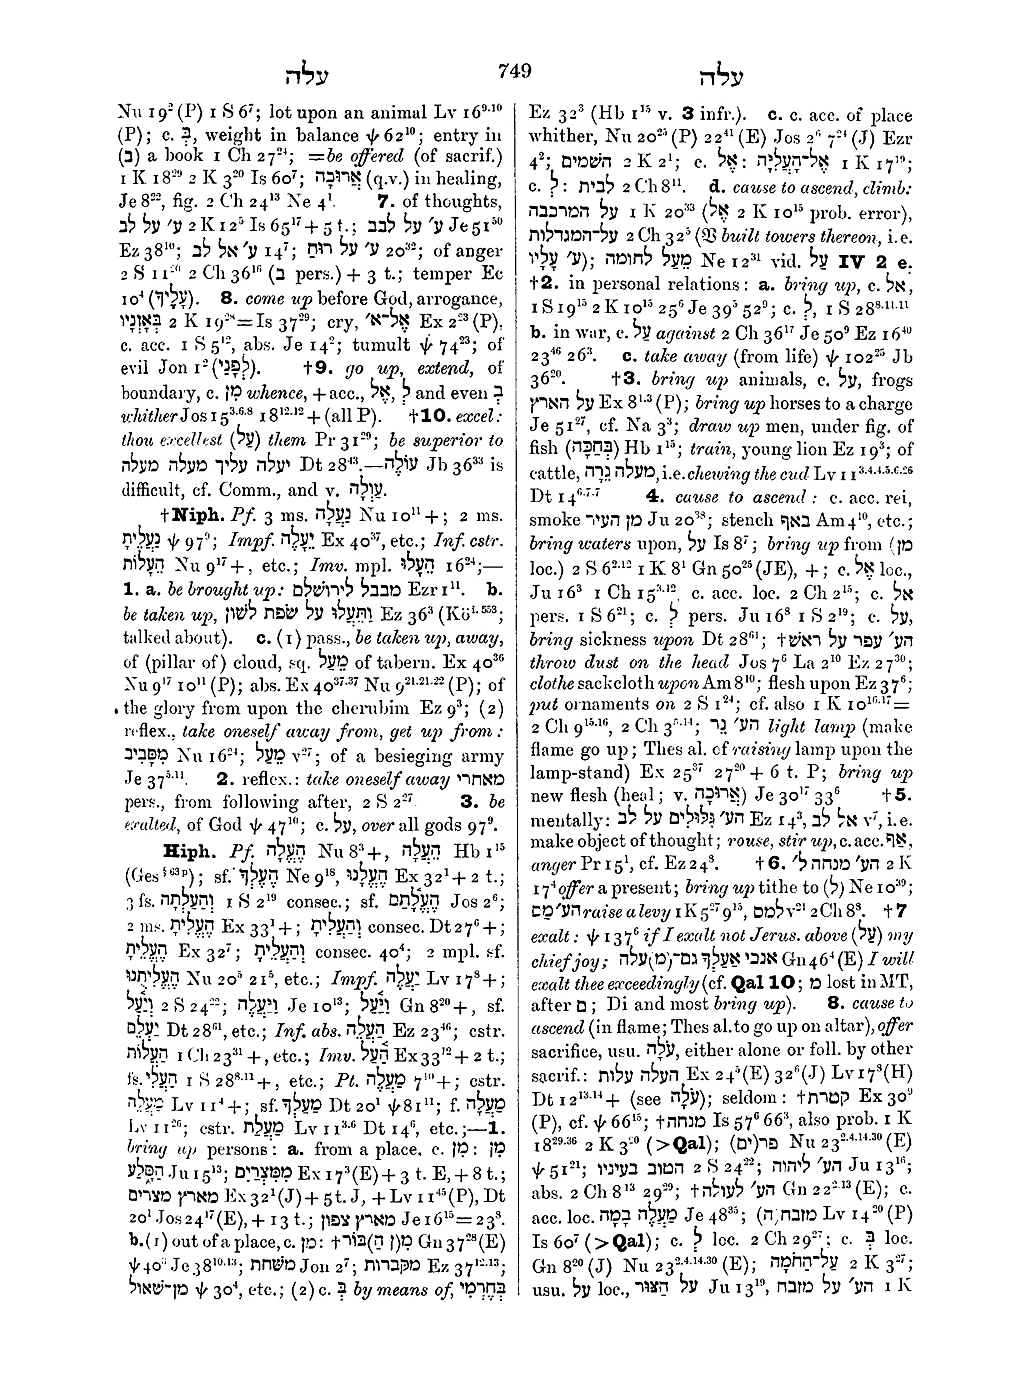 עלה 749 עלה
Nu 19² (P) 1 S 6⁷; lot upon an animal Lv 16⁹·¹⁰
(P); c. בְּ, weight in balance ψ 62¹⁰; entry in
(ב) a book 1 Ch 27²⁴; =be offered (of sacrif.)
1 K 18²⁹ 2 K 3²⁰ Is 60⁷; אֲרוּכָה (q.v.) in healing,
Je 8²², fig. 2 Ch 24¹³ Ne 4¹. 7. of thoughts,
ע׳ על לב 2 K 12⁵ Is 65¹⁷ + 5 t.; ע׳ על לבב Je 51⁵⁰
Ez 38¹⁰; ע׳ אל לב 14⁷; ע׳ על רוּחַ 20³²; of anger
2 S 11²⁰ 2 Ch 36¹⁶ (ב pers.) + 3 t.; temper Ec
10⁴ (עָלֶיךָ). 8. come up before God, arrogance,
בְּאָזְנָיו 2 K 19²⁸ = Is 37²⁹; cry, אֶל־א׳ Ex 2²³ (P),
c. acc. 1 S 5¹², abs. Je 14²; tumult ψ 74²³; of
evil Jon 1² (לְפָנַי). †9. go up, extend, of
boundary, c. מִן whence, + acc., אֶל, לְ and even בְּ
whither Jos 15³·⁶·⁸ 18¹²·¹² + (all P). †10. excel:
thou excellest (עַל) them Pr 31²⁹; be superior to
יעלה עליך מעלה מעלה Dt 28⁴³.—עוֹלֶה Jb 36³³ is
difficult, cf. Comm., and v. עַוְלָה.
†Niph. Pf. 3 ms. נַעֲלָה Nu 10¹¹ +; 2 ms.
נַעֲלֵיתָ ψ 97⁹; Impf. יֵעָלֶה Ex 40³⁷, etc.; Inf. cstr.
הֵעָלוֹת Nu 9¹⁷ +, etc.; Imv. mpl. הֵעָלוּ 16²⁴;—
1. a. be brought up: מבבל לירושלם Ezr 1¹¹. b.
be taken up, וַתֵּעֲלוּ על שׂפת לשׁון Ez 36³ (Köⁱ·⁵⁵³;
talked about). c. (1) pass., be taken up, away,
of (pillar of) cloud, sq. מֵעַל of tabern. Ex 40³⁶
Nu 9¹⁷ 10¹¹ (P); abs. Ex 40³⁷·³⁷ Nu 9²¹·²¹·²² (P); of
the glory from upon the cherubim Ez 9³; (2)
reflex., take oneself away from, get up from:
מִסָּבִיב Nu 16²⁴; מֵעַל v²⁷; of a besieging army
Je 37⁵·¹¹. 2. reflex.: take oneself away מאחרי
pers., from following after, 2 S 2²⁷. 3. be
exalted, of God ψ 47¹⁰; c. עַל, over all gods 97⁹.
Hiph. Pf. הֶעֱלָה Nu 8³ +, הֵעֲלָה Hb 1¹⁵
(Ges§⁶³ᵖ); sf. הֶעֶלְךָ Ne 9¹⁸, הֶעֱלָנוּ Ex 32¹ + 2 t.;
3 fs. וְהַעַלְתָה 1 S 2¹⁹ consec.; sf. הֶעֱלָתַם Jos 2⁶;
2 ms. הֶעֱלִיתָ Ex 33¹ +; וְהַעֲלִיתָ consec. Dt 27⁶ +;
הֶעֱלֵיתָ Ex 32⁷; וְהַעֲלֵיתָ consec. 40⁴; 2 mpl. sf.
הֶעֱלִיתֻנוּ Nu 20⁵ 21⁵, etc.; Impf. יַעֲלֶה Lv 17⁸ +;
וַיַּעַל 2 S 24²²; וַיַּעֲלֶה Je 10¹³; וַיַּעַל Gn 8²⁰ +, sf.
יַעְלֵם Dt 28⁶¹, etc.; Inf. abs. הַעֲלֵה Ez 23⁴⁶; cstr.
הַעֲלוֹת 1 Ch 23³¹ +, etc.; Imv. הַעַל Ex 33¹² + 2 t.;
fs. הַעֲלִי 1 S 28⁸·¹¹ +, etc.; Pt. מַעֲלֶה 7¹⁰ +; cstr.
מַעֲלֵה Lv 11⁴ +; sf. מַעַלְךָ Dt 20¹ ψ 81¹¹; f. מַעֲלָה
Lv 11²⁶; cstr. מַעֲלַת Lv 11³·⁶ Dt 14⁶, etc.;—1.
bring up persons: a. from a place, c. מִן: מִן
הַסֶּלַע Ju 15¹³; מִמִּצְרַיִם Ex 17³ (E) + 3 t. E, + 8 t.;
מארץ מצרים Ex 32¹ (J) + 5 t. J, + Lv 11⁴⁵ (P), Dt
20¹ Jos 24¹⁷ (E), + 13 t.; מארץ צפון Je 16¹⁵ = 23⁸.
b. (1) out of a place, c. מן: †מִ(ן הַ)בּוֹר Gn 37²⁸ (E)
ψ 40³ Je 38¹⁰·¹³; משׁחת Jon 2⁷; מקברות Ez 37¹²·¹³;
מִן־שׁאול ψ 30⁴, etc.; (2) c. בְּ by means of, בְּחֶרְמִי
Ez 32³ (Hb 1¹⁵ v. 3 infr.). c. c. acc. of place
whither, Nu 20²⁵ (P) 22⁴¹ (E) Jos 2⁶ 7²⁴ (J) Ezr
4²; השׁמים 2 K 2¹; c. אֶל: אֶל־הָעֲלִיָּה 1 K 17¹⁹;
c. לְ: לבית 2 Ch 8¹¹. d. cause to ascend, climb:
על המרכבה 1 K 20³³ (אֶל 2 K 10¹⁵ prob. error),
על־המגדלות 2 Ch 32⁵ (𝔙 built towers thereon, i.e.
ע׳ עָלָיו); מֵעַל לחומה Ne 12³¹ vid. עַל IV 2 e.
†2. in personal relations: a. bring up, c. אֶל,
1 S 19¹⁵ 2 K 10¹⁵ 25⁶ Je 39⁵ 52⁹; c. לְ, 1 S 28⁸·¹¹·¹¹
b. in war, c. עַל against 2 Ch 36¹⁷ Je 50⁹ Ez 16⁴⁰
23⁴⁶ 26³. c. take away (from life) ψ 102²⁵ Jb
36²⁰. †3. bring up animals, c. עַל, frogs
על הארץ Ex 8¹·³ (P); bring up horses to a charge
Je 51²⁷, cf. Na 3³; draw up men, under fig. of
fish (בְּחַכָּה) Hb 1¹⁵; train, young lion Ez 19³; of
cattle, מעלה גֵּרָה, i.e. chewing the cud Lv 11³·⁴·⁴·⁵·⁶·²⁶
Dt 14⁶·⁷·⁷ 4. cause to ascend: c. acc. rei,
smoke מן העיר Ju 20³⁸; stench באף Am 4¹⁰, etc.;
bring waters upon, עַל Is 8⁷; bring up from (מִן
loc.) 2 S 6²·¹² 1 K 8¹ Gn 50²⁵ (JE), +; c. אֶל loc.,
Ju 16³ 1 Ch 15³·¹², c. acc. loc. 2 Ch 2¹⁵; c. אֶל
pers. 1 S 6²¹; c. לְ pers. Ju 16⁸ 1 S 2¹⁹; c. עַל,
bring sickness upon Dt 28⁶¹; †הע׳ עפר על ראשׁ
throw dust on the head Jos 7⁶ La 2¹⁰ Ez 27³⁰;
clothe sackcloth upon Am 8¹⁰; flesh upon Ez 37⁶;
put ornaments on 2 S 1²⁴; cf. also 1 K 10¹⁶·¹⁷ =
2 Ch 9¹⁵·¹⁶, 2 Ch 3⁵·¹⁴; הע׳ נֵר light lamp (make
flame go up; Thes al. cf raising lamp upon the
lamp-stand) Ex 25³⁷ 27²⁰ + 6 t. P; bring up
new flesh (heal; v. אֲרוּכָה) Je 30¹⁷ 33⁶ †5.
mentally: הע׳ גִּלּוּלִים על לב Ez 14³, אל לב v⁷, i.e.
make object of thought; rouse, stir up, c. acc. אַף,
anger Pr 15¹, cf. Ez 24⁸. †6. הע׳ מנחה ל׳ 2 K
17⁴ offer a present; bring up tithe to (ל) Ne 10³⁹;
הע׳ מַס raise a levy 1 K 5²⁷ 9¹⁵, למס v²¹ 2 Ch 8⁸. †7
exalt: ψ 137⁶ if I exalt not Jerus. above (עַל) my
chief joy; אנכי אַעַלְךָ גם־(מ)עלה Gn 46⁴ (E) I will
exalt thee exceedingly (cf. Qal 10; מ lost in MT,
after ם; Di and most bring up). 8. cause to
ascend (in flame; Thes al. to go up on altar), offer
sacrifice, usu. עֹלָה, either alone or foll. by other
sacrif.: העלה עלות Ex 24⁵ (E) 32⁶ (J) Lv 17⁸ (H)
Dt 12¹³·¹⁴ + (see עֹלָה); seldom: †קטרת Ex 30⁹
(P), cf. ψ 66¹⁵; †מנחה Is 57⁶ 66³, also prob. 1 K
18²⁹·³⁶ 2 K 3²⁰ (>Qal); פר(ים) Nu 23²·⁴·¹⁴·³⁰ (E)
ψ 51²¹; הטוב בעיניו 2 S 24²²; הע׳ ליהוה Ju 13¹⁶;
abs. 2 Ch 8¹³ 29²⁹; †הע׳ לעולה Gn 22²·¹³ (E); c.
acc. loc. מַעֲלֶה בָּמָה Je 48³⁵; (מזבח(ה Lv 14²⁰ (P)
Is 60⁷ (>Qal); c. לְ loc. 2 Ch 29²⁷; c. בְּ loc.
Gn 8²⁰ (J) Nu 23²·⁴·¹⁴·³⁰ (E); עַל־הַחֹמָה 2 K 3²⁷;
usu. עַל loc., על הַצּוּר Ju 13¹⁹, הע׳ על מזבח 1 K